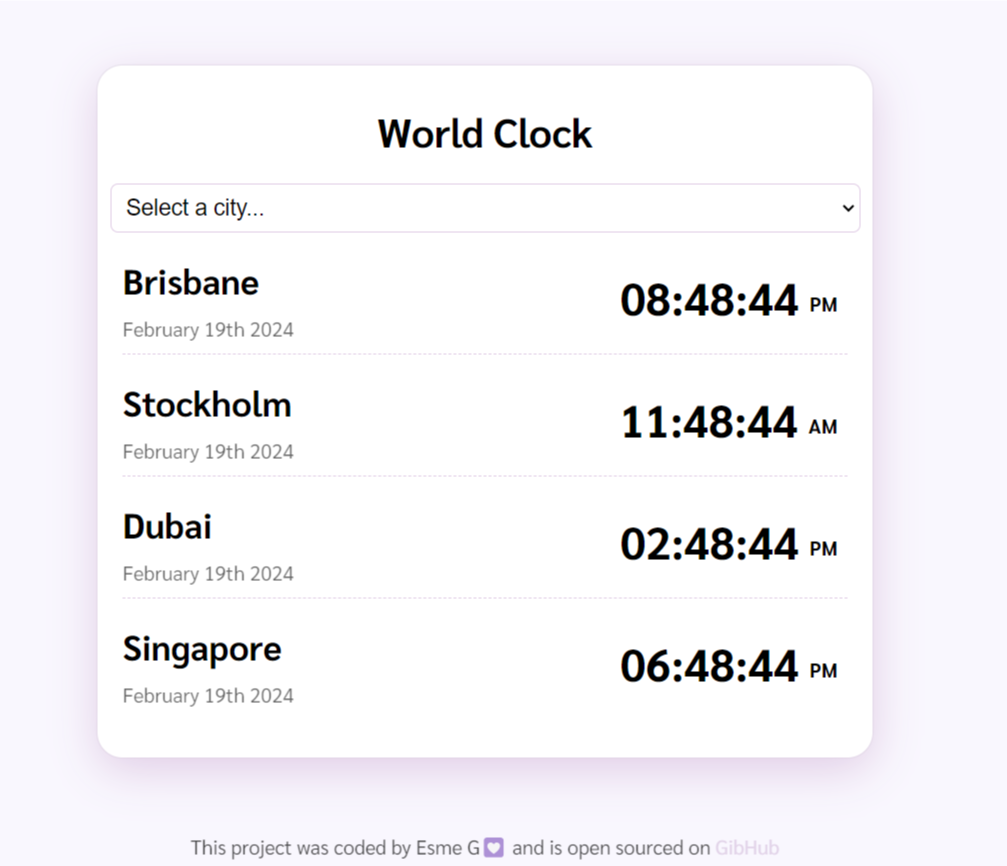 World Clock
Select a city...
Brisbane
08:48:44 PM
February 19th 2024
Stockholm
11:48:44 AM
February 19th 2024
Dubai
02:48:44 PM
February 19th 2024
Singapore
06:48:44 PM
February 19th 2024
This project was coded by Esme G💟 and is open sourced on GibHub